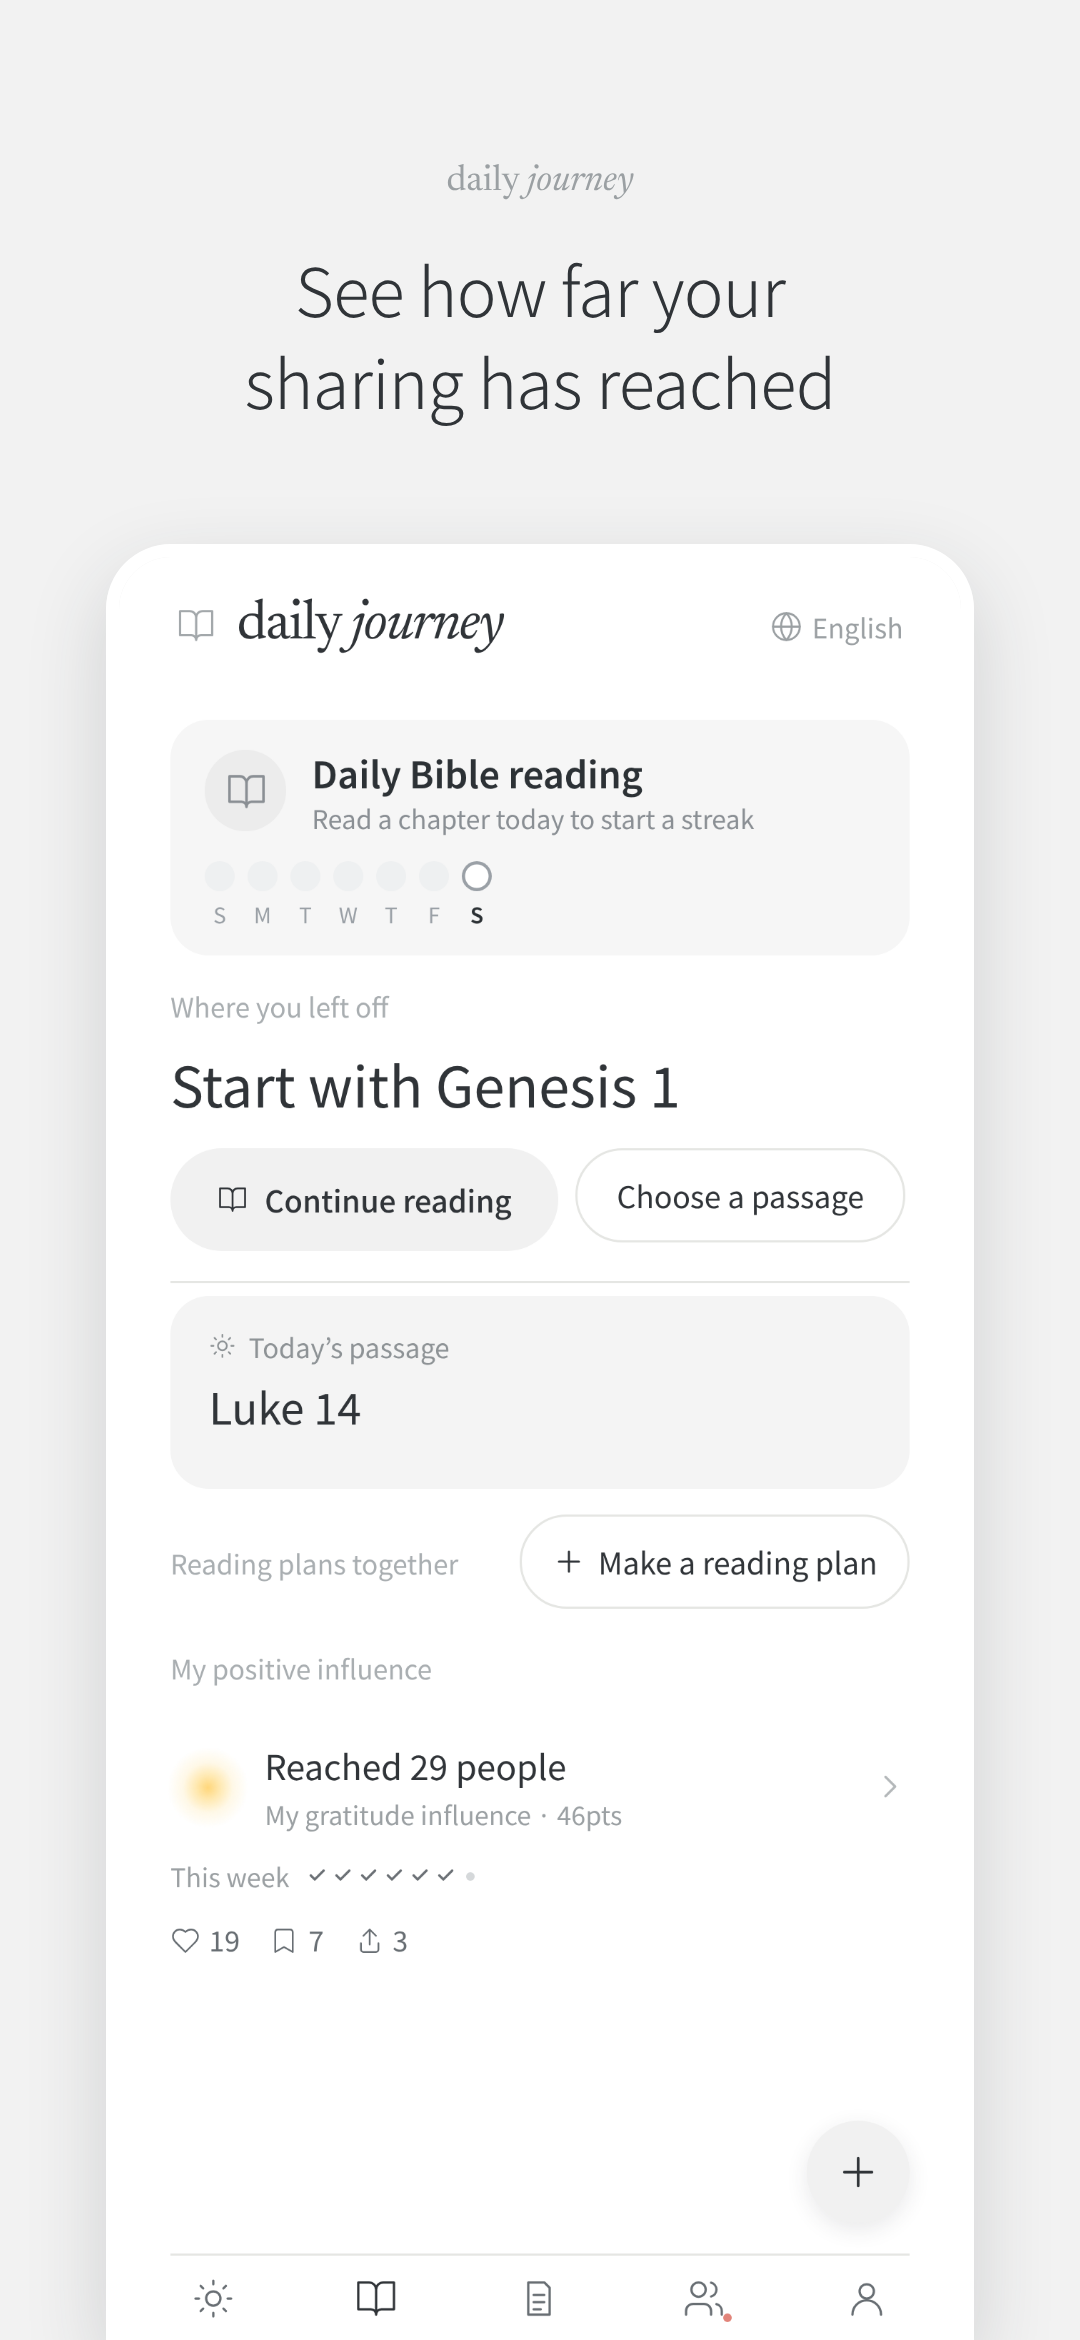 daily journey
See how far your
sharing has reached
daily journey
English
Daily Bible reading
Read a chapter today to start a streak
S M T W T F S
Where you left off
Start with Genesis 1
Continue reading
Choose a passage
Today’s passage
Luke 14
Reading plans together
+ Make a reading plan
My positive influence
Reached 29 people
My gratitude influence · 46pts
This week
19 7 3